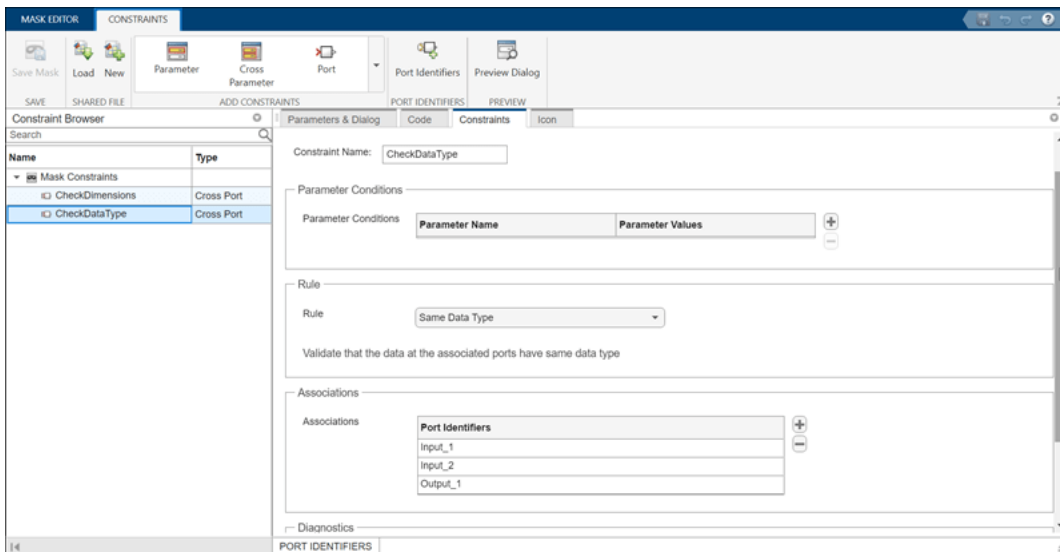 MASK EDITOR CONSTRAINTS
?
Save Mask Load New Parameter Cross Parameter Port Port Identifiers Preview Dialog
SAVE SHARED FILE ADD CONSTRAINTS PORT IDENTIFIERS PREVIEW
Constraint Browser
Search
Name Type
Mask Constraints
CheckDimensions Cross Port
CheckDataType Cross Port
Parameters & Dialog Code Constraints Icon
Constraint Name: CheckDataType
Parameter Conditions
Parameter Conditions Parameter Name Parameter Values
Rule
Rule Same Data Type
Validate that the data at the associated ports have same data type
Associations
Associations Port Identifiers
Input_1
Input_2
Output_1
Diagnostics
PORT IDENTIFIERS